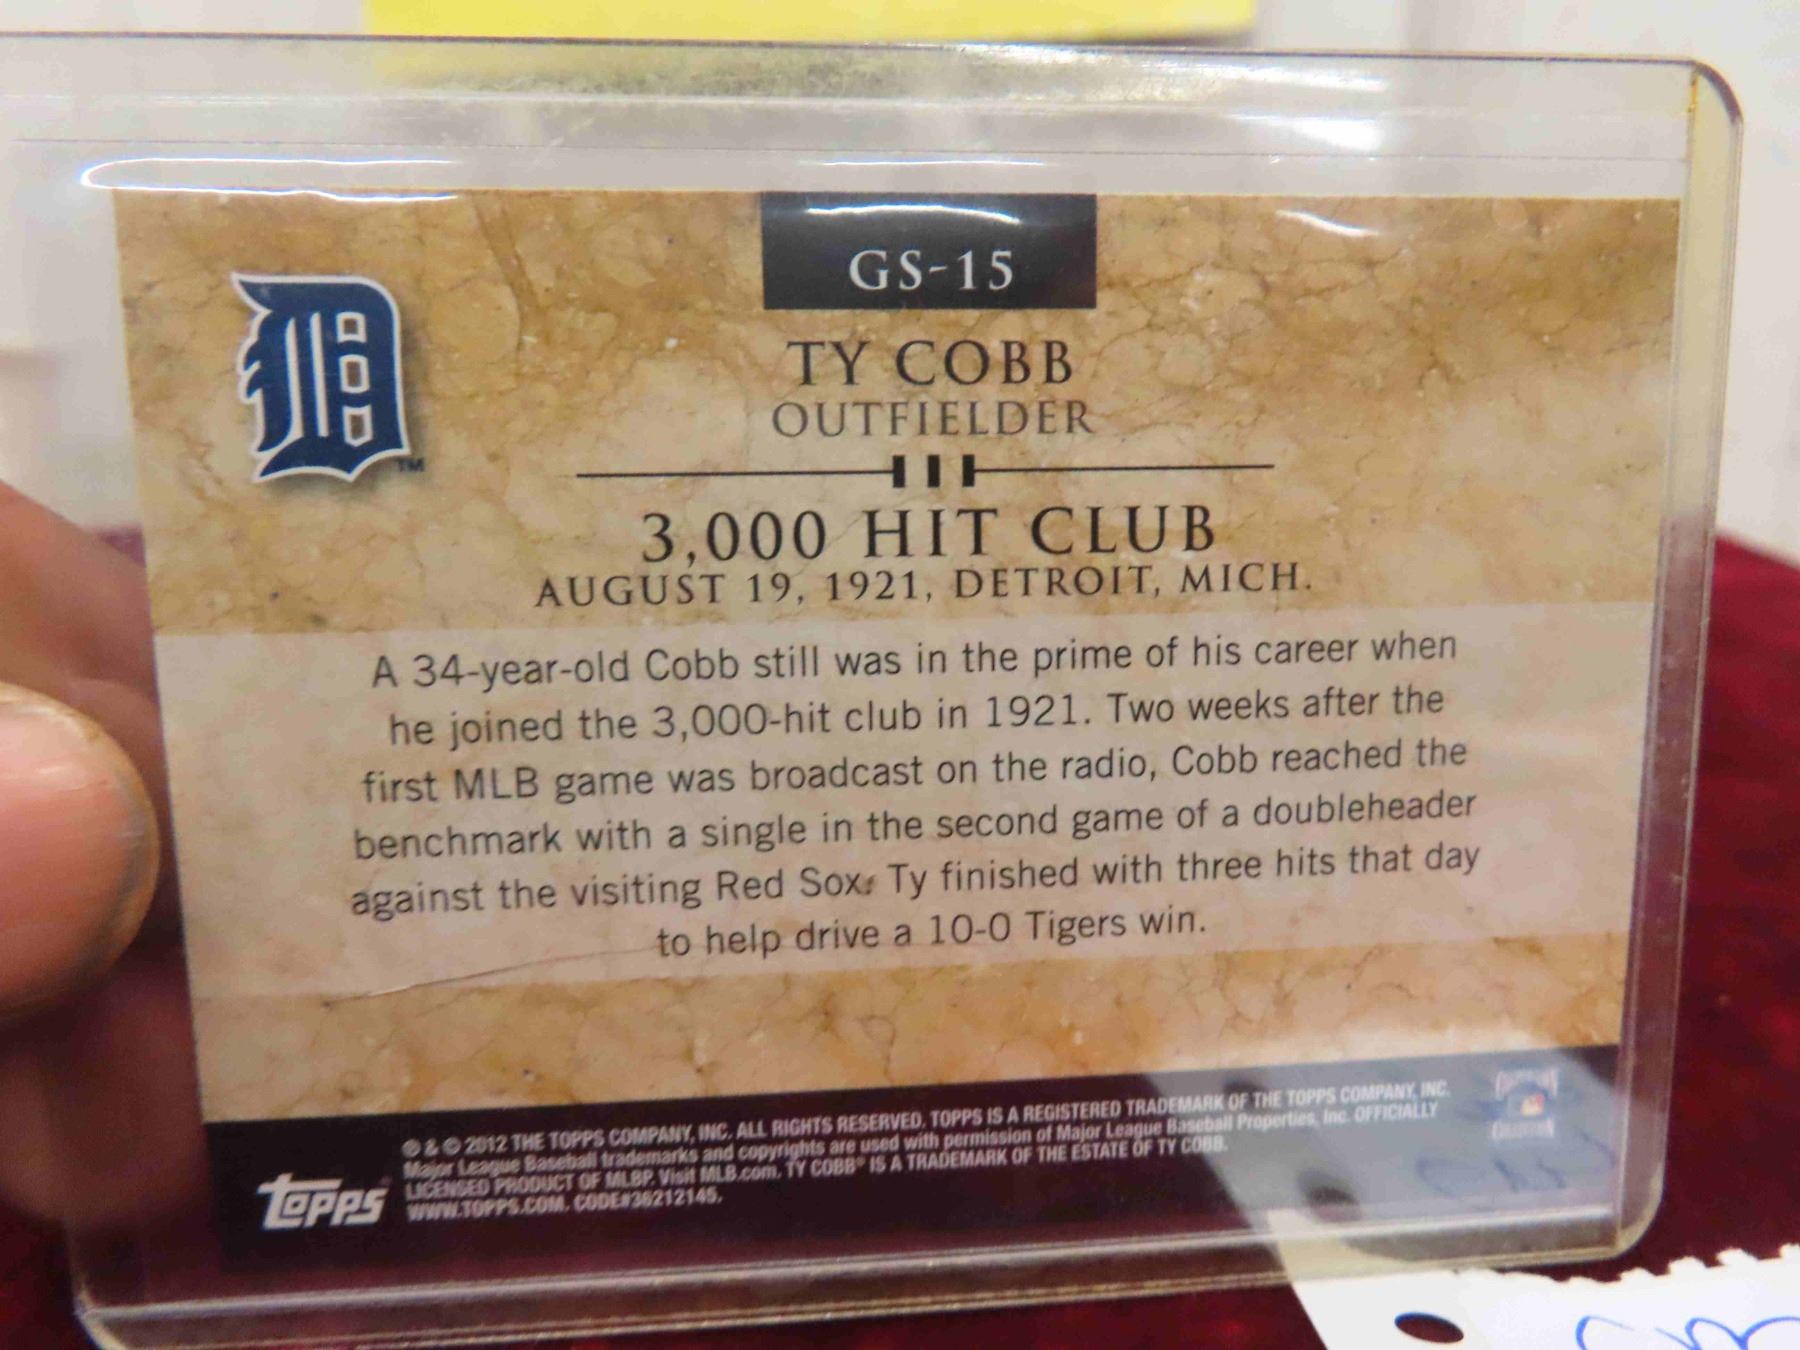 GS-15
D
TM
TY COBB
OUTFIELDER
3,000 HIT CLUB
AUGUST 19, 1921, DETROIT, MICH.
A 34-year-old Cobb still was in the prime of his career when
he joined the 3,000-hit club in 1921. Two weeks after the
first MLB game was broadcast on the radio, Cobb reached the
benchmark with a single in the second game of a doubleheader
against the visiting Red Sox. Ty finished with three hits that day
to help drive a 10-0 Tigers win.
® & © 2012 THE TOPPS COMPANY, INC. ALL RIGHTS RESERVED. TOPPS IS A REGISTERED TRADEMARK OF THE TOPPS COMPANY, INC.
Major League Baseball trademarks and copyrights are used with permission of Major League Baseball Properties, Inc. OFFICIALLY
LICENSED PRODUCT OF MLBP. Visit MLB.com. TY COBB® IS A TRADEMARK OF THE ESTATE OF TY COBB.
WWW.TOPPS.COM. CODE#36212145.
TOPPS